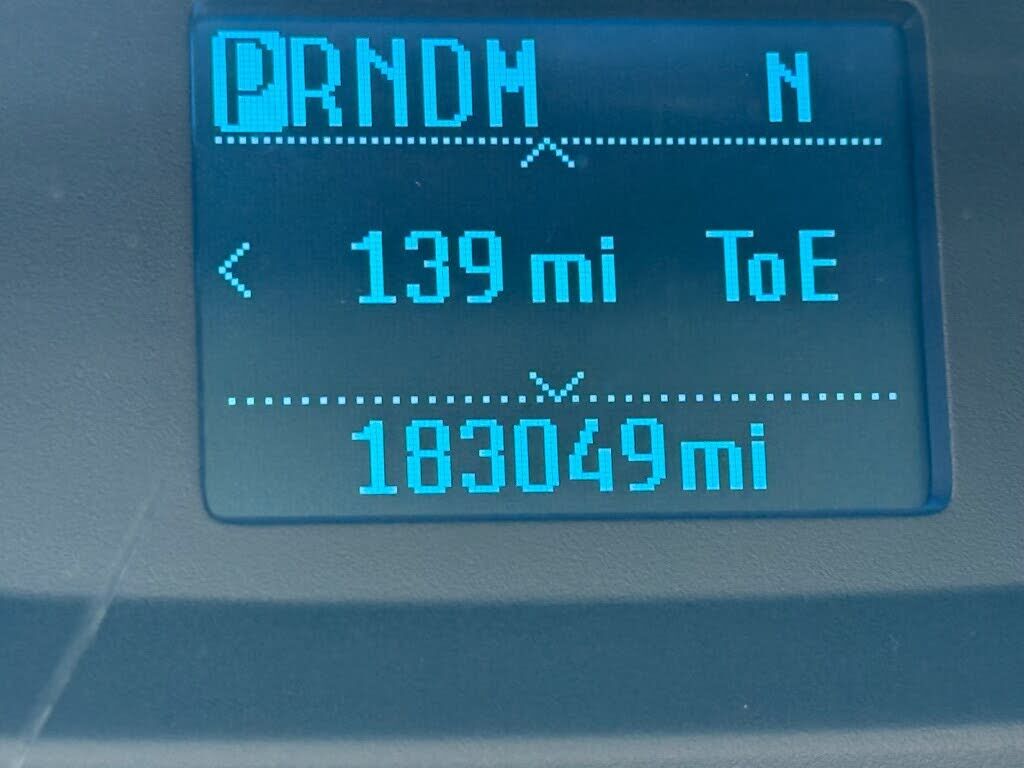 PRNDM N
< 139 mi ToE
183049mi